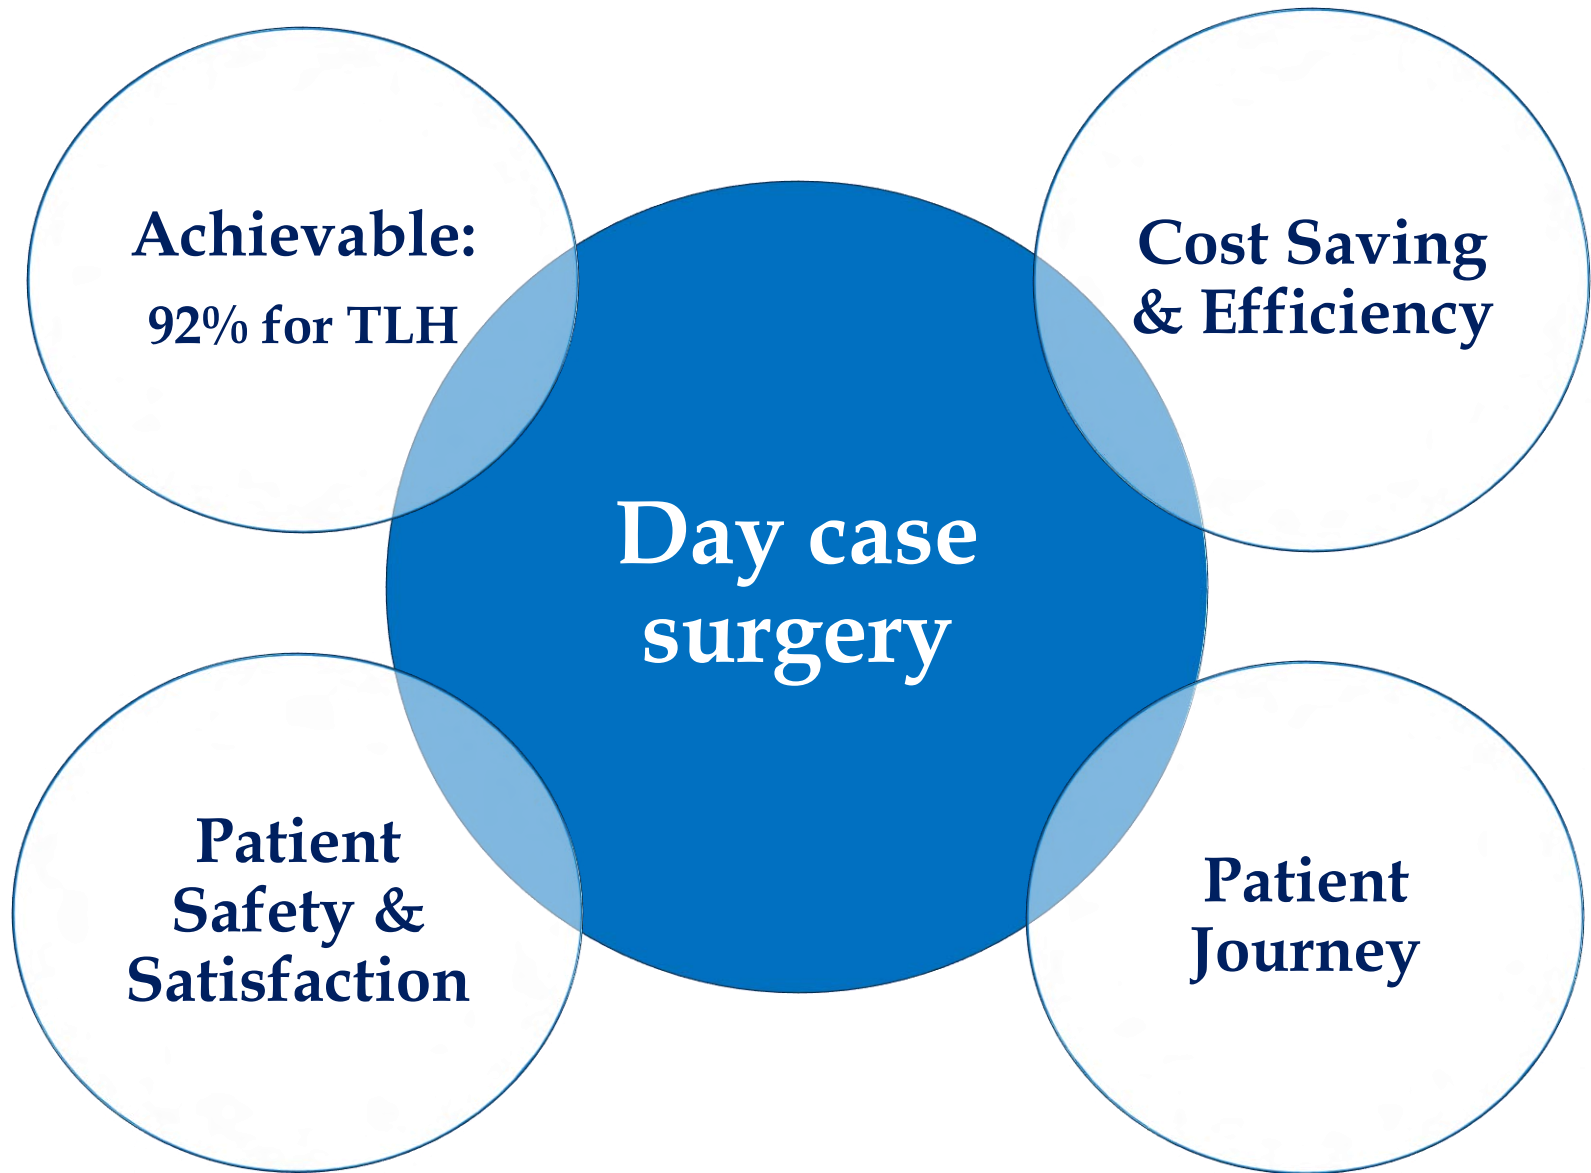 Achievable:
92% for TLH
Cost Saving
& Efficiency
Day case
surgery
Patient
Safety &
Satisfaction
Patient
Journey